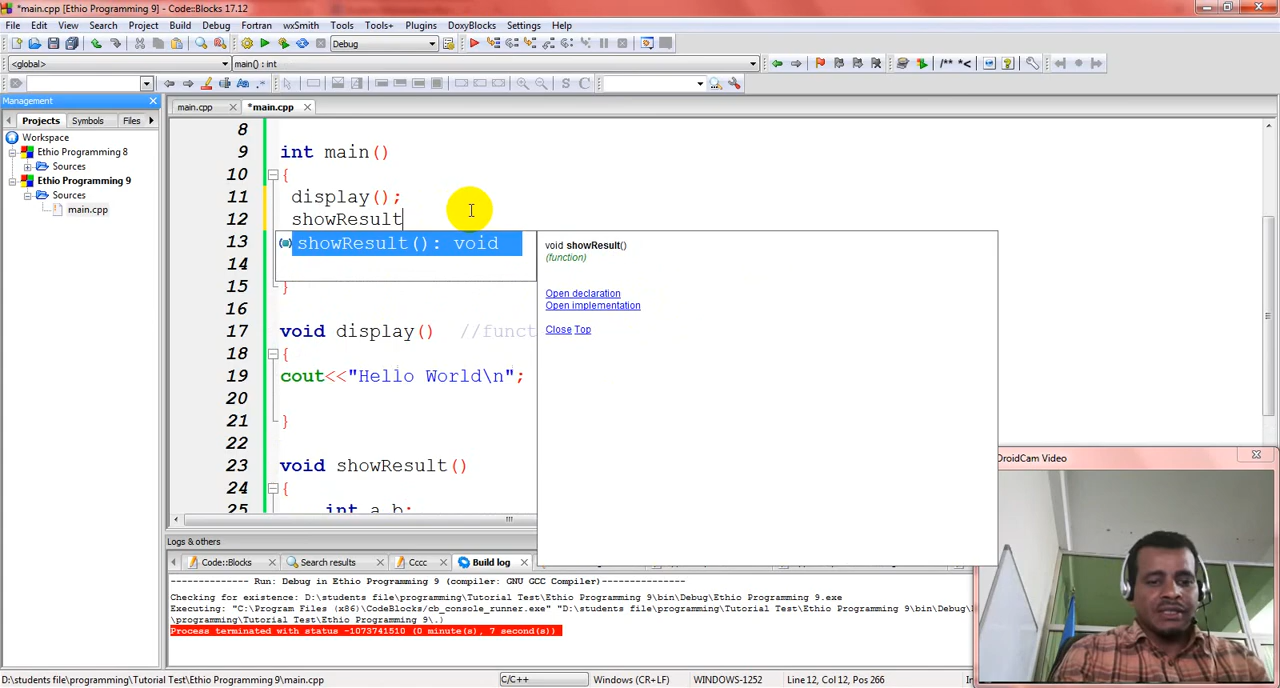 *main.cpp [Ethio Programming 9] - Code::Blocks 17.12
File Edit View Search Project Build Debug Fortran wxSmith Tools Tools+ Plugins DoxyBlocks Settings Help
Debug
<global> main() : int /** *<
S C
Management
Projects Symbols Files
main.cpp *main.cpp
Workspace
Ethio Programming 8
Sources
Ethio Programming 9
Sources
main.cpp
8
9 int main()
10 {
11 display();
12 showResult
13
14
15 }
16
17 void display() //funct
18 {
19 cout<<"Hello World\n";
20
21 }
22
23 void showResult()
24 {
25 int a,b;
showResult(): void
void showResult()
(function)
Open declaration
Open implementation
Close Top
DroidCam Video
Logs & others
Code::Blocks Search results Cccc Build log
-------------- Run: Debug in Ethio Programming 9 (compiler: GNU GCC Compiler)---------------
Checking for existence: D:\students file\programming\Tutorial Test\Ethio Programming 9\bin\Debug\Ethio Programming 9.exe
Executing: "C:\Program Files (x86)\CodeBlocks/cb_console_runner.exe" "D:\students file\programming\Tutorial Test\Ethio Programming 9\bin\Debug\
\programming\Tutorial Test\Ethio Programming 9\.)
Process terminated with status -1073741510 (0 minute(s), 7 second(s))
D:\students file\programming\Tutorial Test\Ethio Programming 9\main.cpp C/C++ Windows (CR+LF) WINDOWS-1252 Line 12, Col 12, Pos 266